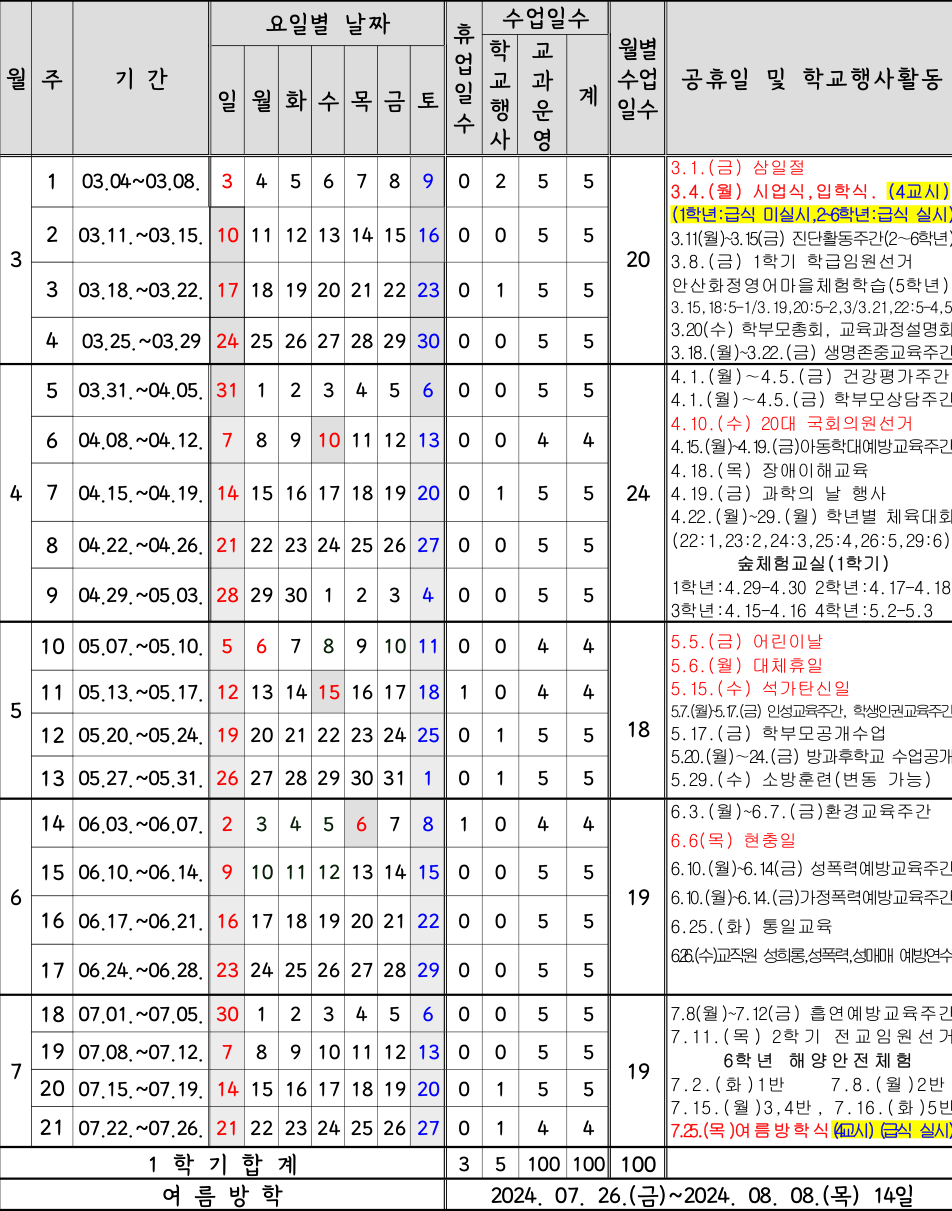 월 주 기 간 요일별 날짜 휴업일수 수업일수 월별 수업 일수 공휴일 및 학교행사활동
일 월 화 수 목 금 토 학교행사 교과운영 계
3 20
1 03.04~03.08. 3 4 5 6 7 8 9 0 2 5 5
2 03.11.~03.15. 10 11 12 13 14 15 16 0 0 5 5
3 03.18.~03.22. 17 18 19 20 21 22 23 0 1 5 5
4 03.25.~03.29 24 25 26 27 28 29 30 0 0 5 5
3.1.(금) 삼일절
3.4.(월) 시업식,입학식. (4교시)
(1학년:급식 미실시,2~6학년:급식 실시)
3.11(월)~3.15(금) 진단활동주간(2~6학년)
3.8.(금) 1학기 학급임원선거
안산화정영어마을체험학습(5학년)
3.15,18:5-1/3.19,20:5-2,3/3.21,22:5-4,5
3.20(수) 학부모총회, 교육과정설명회
3.18.(월)~3.22.(금) 생명존중교육주간
4 24
5 03.31.~04.05. 31 1 2 3 4 5 6 0 0 5 5
6 04.08.~04.12. 7 8 9 10 11 12 13 0 0 4 4
7 04.15.~04.19. 14 15 16 17 18 19 20 0 1 5 5
8 04.22.~04.26. 21 22 23 24 25 26 27 0 0 5 5
9 04.29.~05.03. 28 29 30 1 2 3 4 0 0 5 5
4.1.(월)~4.5.(금) 건강평가주간
4.1.(월)~4.5.(금) 학부모상담주간
4.10.(수) 20대 국회의원선거
4.15.(월)~4.19.(금)아동학대예방교육주간
4.18.(목) 장애이해교육
4.19.(금) 과학의 날 행사
4.22.(월)~29.(월) 학년별 체육대회
(22:1,23:2,24:3,25:4,26:5,29:6)
숲체험교실(1학기)
1학년:4.29-4.30 2학년:4.17-4.18
3학년:4.15-4.16 4학년:5.2-5.3
5 18
10 05.07.~05.10. 5 6 7 8 9 10 11 0 0 4 4
11 05.13.~05.17. 12 13 14 15 16 17 18 1 0 4 4
12 05.20.~05.24. 19 20 21 22 23 24 25 0 1 5 5
13 05.27.~05.31. 26 27 28 29 30 31 1 0 1 5 5
5.5.(금) 어린이날
5.6.(월) 대체휴일
5.15.(수) 석가탄신일
5.7.(월)-5.17.(금) 인성교육주간, 학생인권교육주간
5.17.(금) 학부모공개수업
5.20.(월)~24.(금) 방과후학교 수업공개
5.29.(수) 소방훈련(변동 가능)
6 19
14 06.03.~06.07. 2 3 4 5 6 7 8 1 0 4 4
15 06.10.~06.14. 9 10 11 12 13 14 15 0 0 5 5
16 06.17.~06.21. 16 17 18 19 20 21 22 0 0 5 5
17 06.24.~06.28. 23 24 25 26 27 28 29 0 0 5 5
6.3.(월)~6.7.(금)환경교육주간
6.6(목) 현충일
6.10.(월)~6.14(금) 성폭력예방교육주간
6.10.(월)~6.14.(금)가정폭력예방교육주간
6.25.(화) 통일교육
6.26.(수)교직원 성희롱,성폭력,성매매 예방연수
7 19
18 07.01.~07.05. 30 1 2 3 4 5 6 0 0 5 5
19 07.08.~07.12. 7 8 9 10 11 12 13 0 0 5 5
20 07.15.~07.19. 14 15 16 17 18 19 20 0 1 5 5
21 07.22.~07.26. 21 22 23 24 25 26 27 0 1 4 4
7.8(월)~7.12(금) 흡연예방교육주간
7.11.(목) 2학기 전교임원선거
6학년 해양안전체험
7.2.(화)1반 7.8.(월)2반
7.15.(월)3,4반, 7.16.(화)5반
7.25.(목)여름방학식(4교시) (급식 실시)
1 학 기 합 계 3 5 100 100 100
여 름 방 학 2024. 07. 26.(금)~2024. 08. 08.(목) 14일